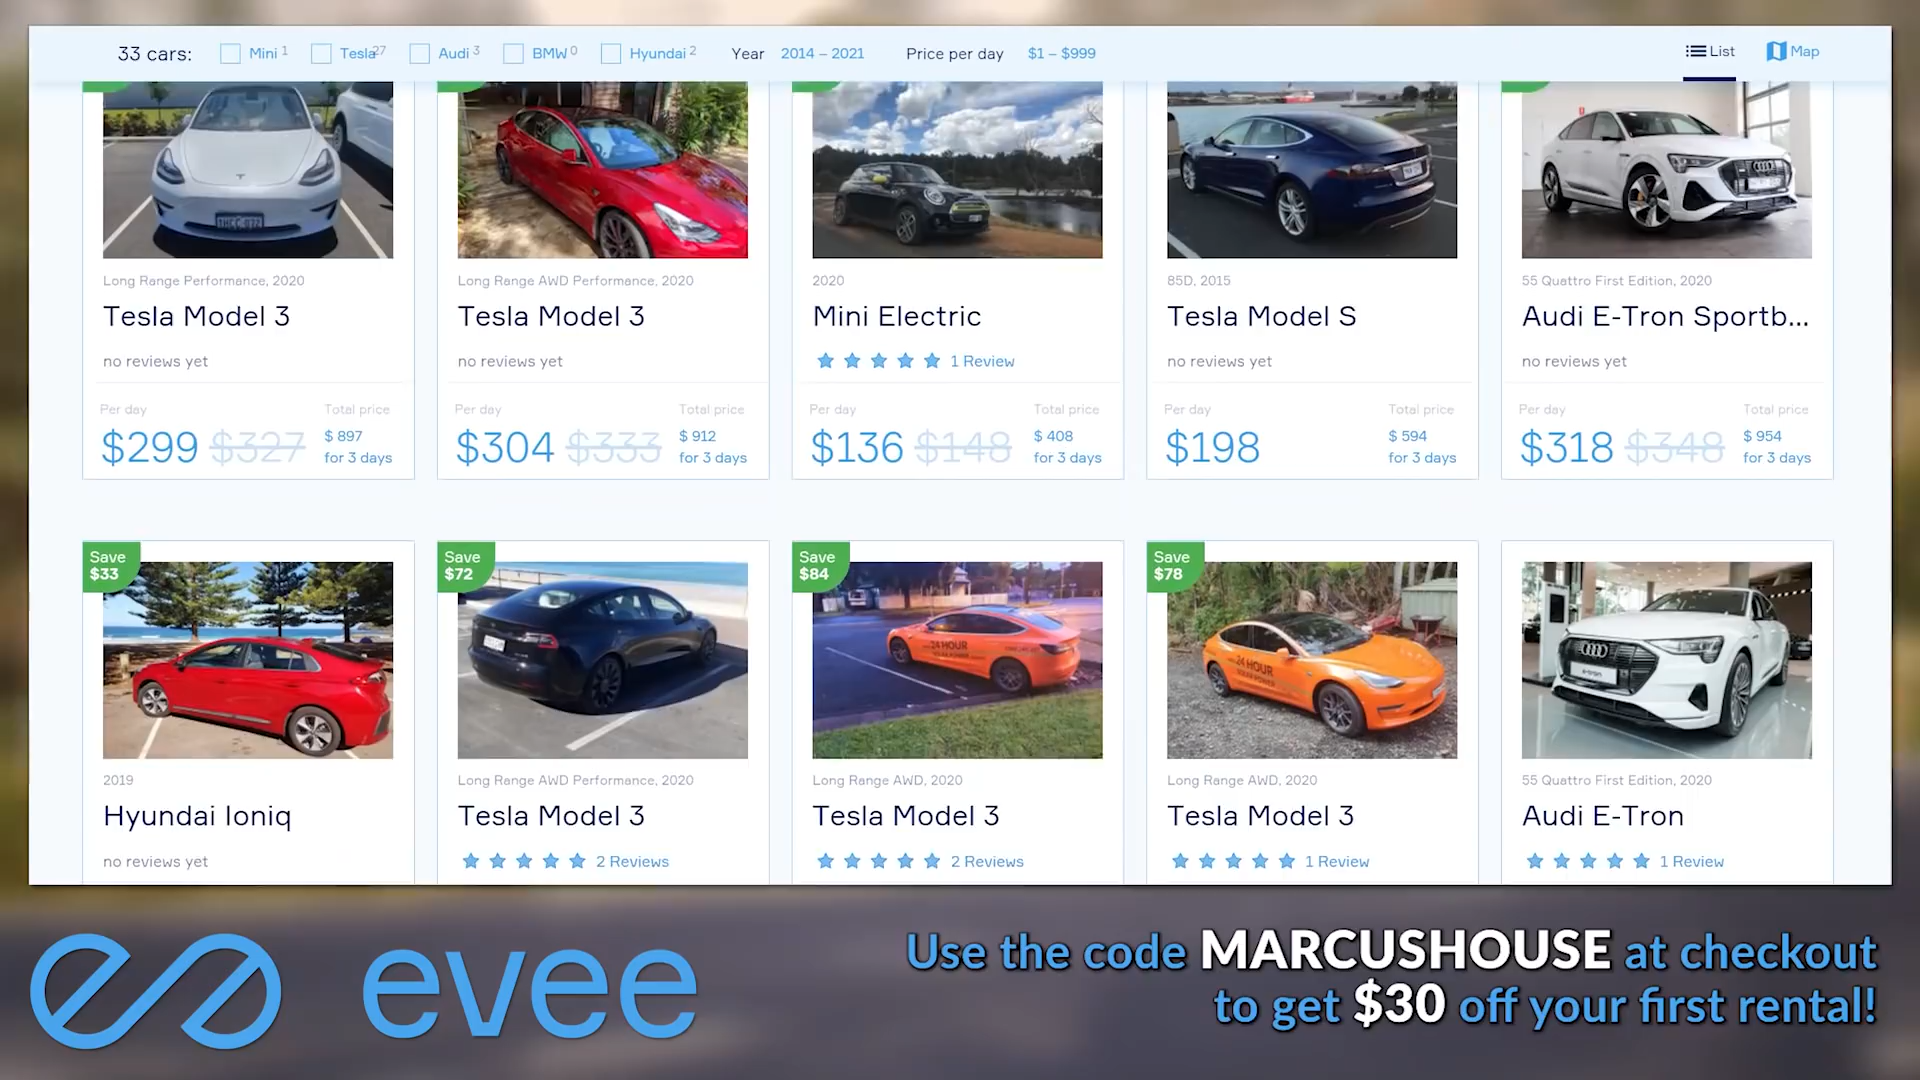 33 cars: Mini 1 Tesla 27 Audi 3 BMW 0 Hyundai 2 Year 2014 – 2021 Price per day $1 – $999 List Map
Long Range Performance, 2020
Tesla Model 3
no reviews yet
Per day Total price
$299 $327 $ 897
for 3 days
Long Range AWD Performance, 2020
Tesla Model 3
no reviews yet
Per day Total price
$304 $333 $ 912
for 3 days
2020
Mini Electric
1 Review
Per day Total price
$136 $148 $ 408
for 3 days
85D, 2015
Tesla Model S
no reviews yet
Per day Total price
$198 $ 594
for 3 days
55 Quattro First Edition, 2020
Audi E-Tron Sportb...
no reviews yet
Per day Total price
$318 $348 $ 954
for 3 days
Save
$33
2019
Hyundai Ioniq
no reviews yet
Save
$72
Long Range AWD Performance, 2020
Tesla Model 3
2 Reviews
Save
$84
24 HOUR
Long Range AWD, 2020
Tesla Model 3
2 Reviews
Save
$78
24 HOUR
SOLAR POWER
Long Range AWD, 2020
Tesla Model 3
1 Review
e-tron
55 Quattro First Edition, 2020
Audi E-Tron
1 Review
evee
Use the code MARCUSHOUSE at checkout
to get $30 off your first rental!